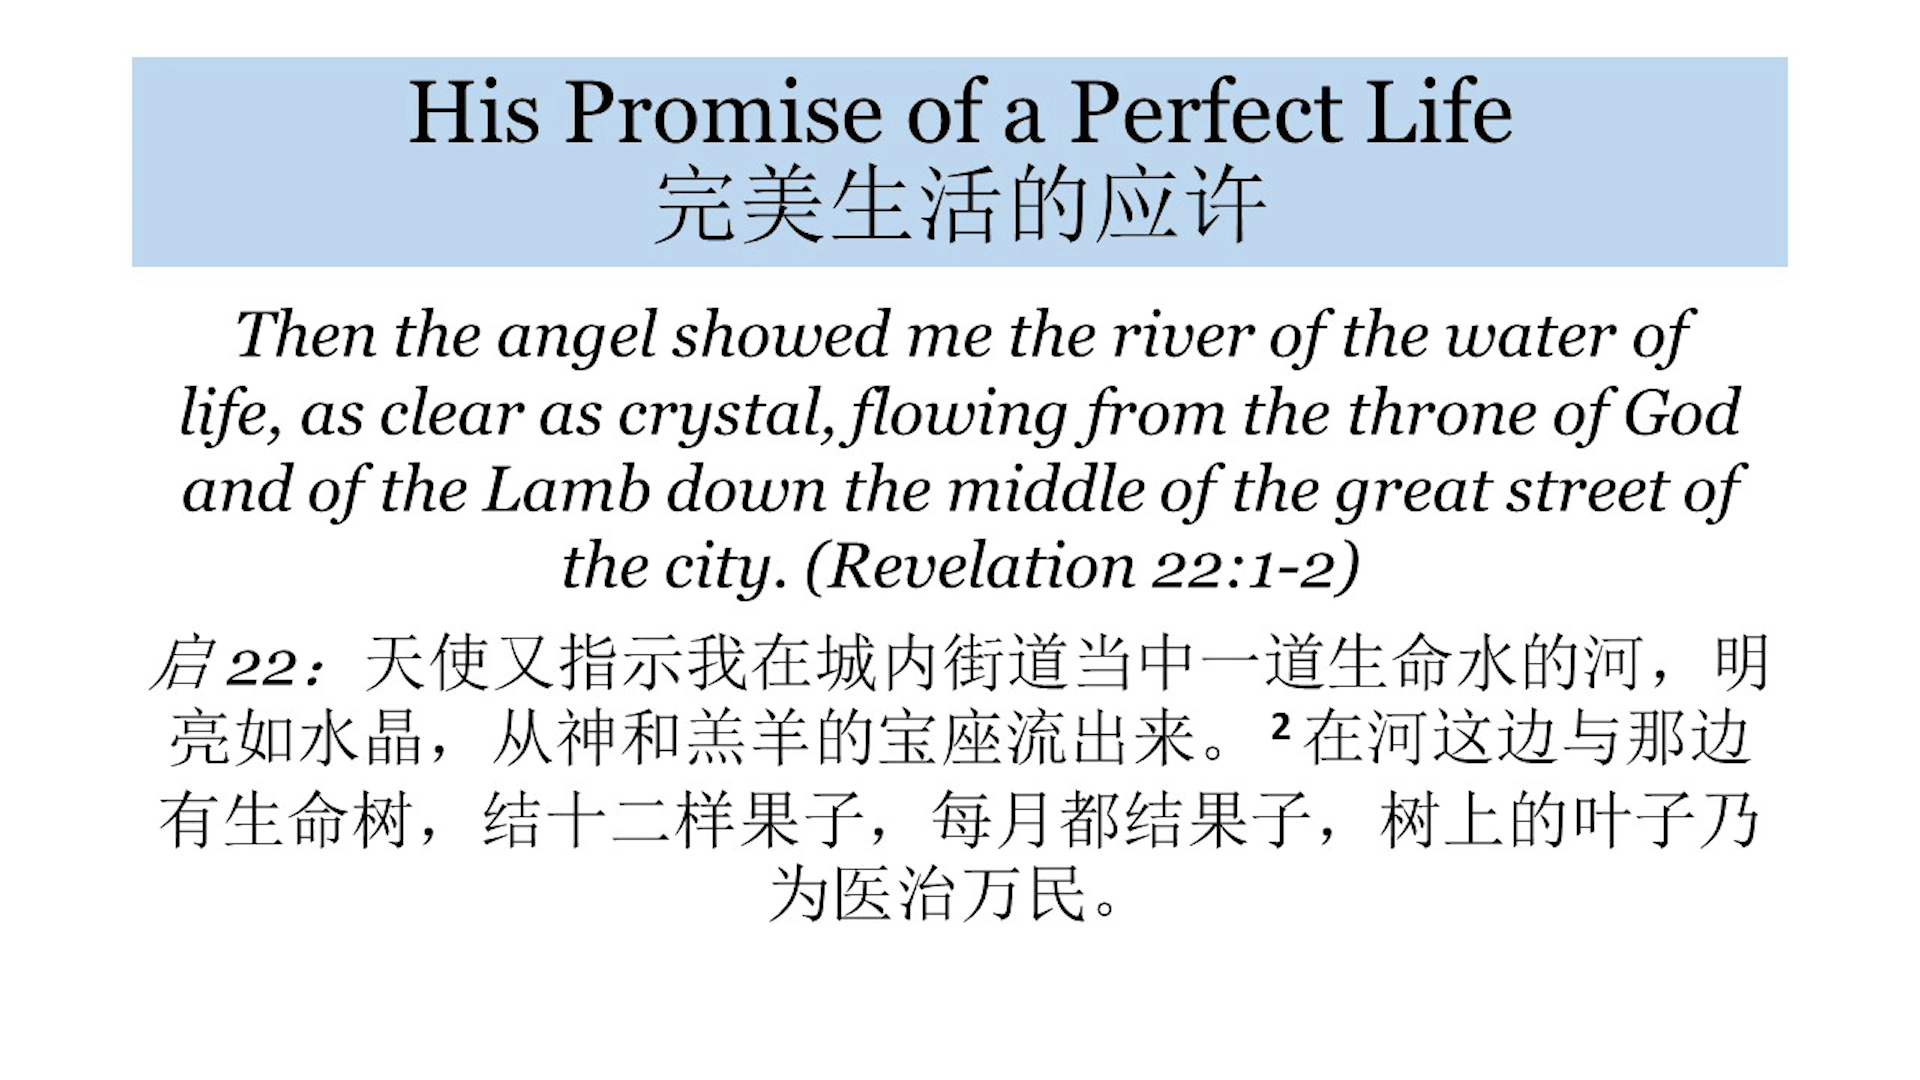 His Promise of a Perfect Life
完美生活的应许
Then the angel showed me the river of the water of
life, as clear as crystal, flowing from the throne of God
and of the Lamb down the middle of the great street of
the city. (Revelation 22:1-2)
启 22：天使又指示我在城内街道当中一道生命水的河，明
亮如水晶，从神和羔羊的宝座流出来。 2 在河这边与那边
有生命树，结十二样果子，每月都结果子，树上的叶子乃
为医治万民。